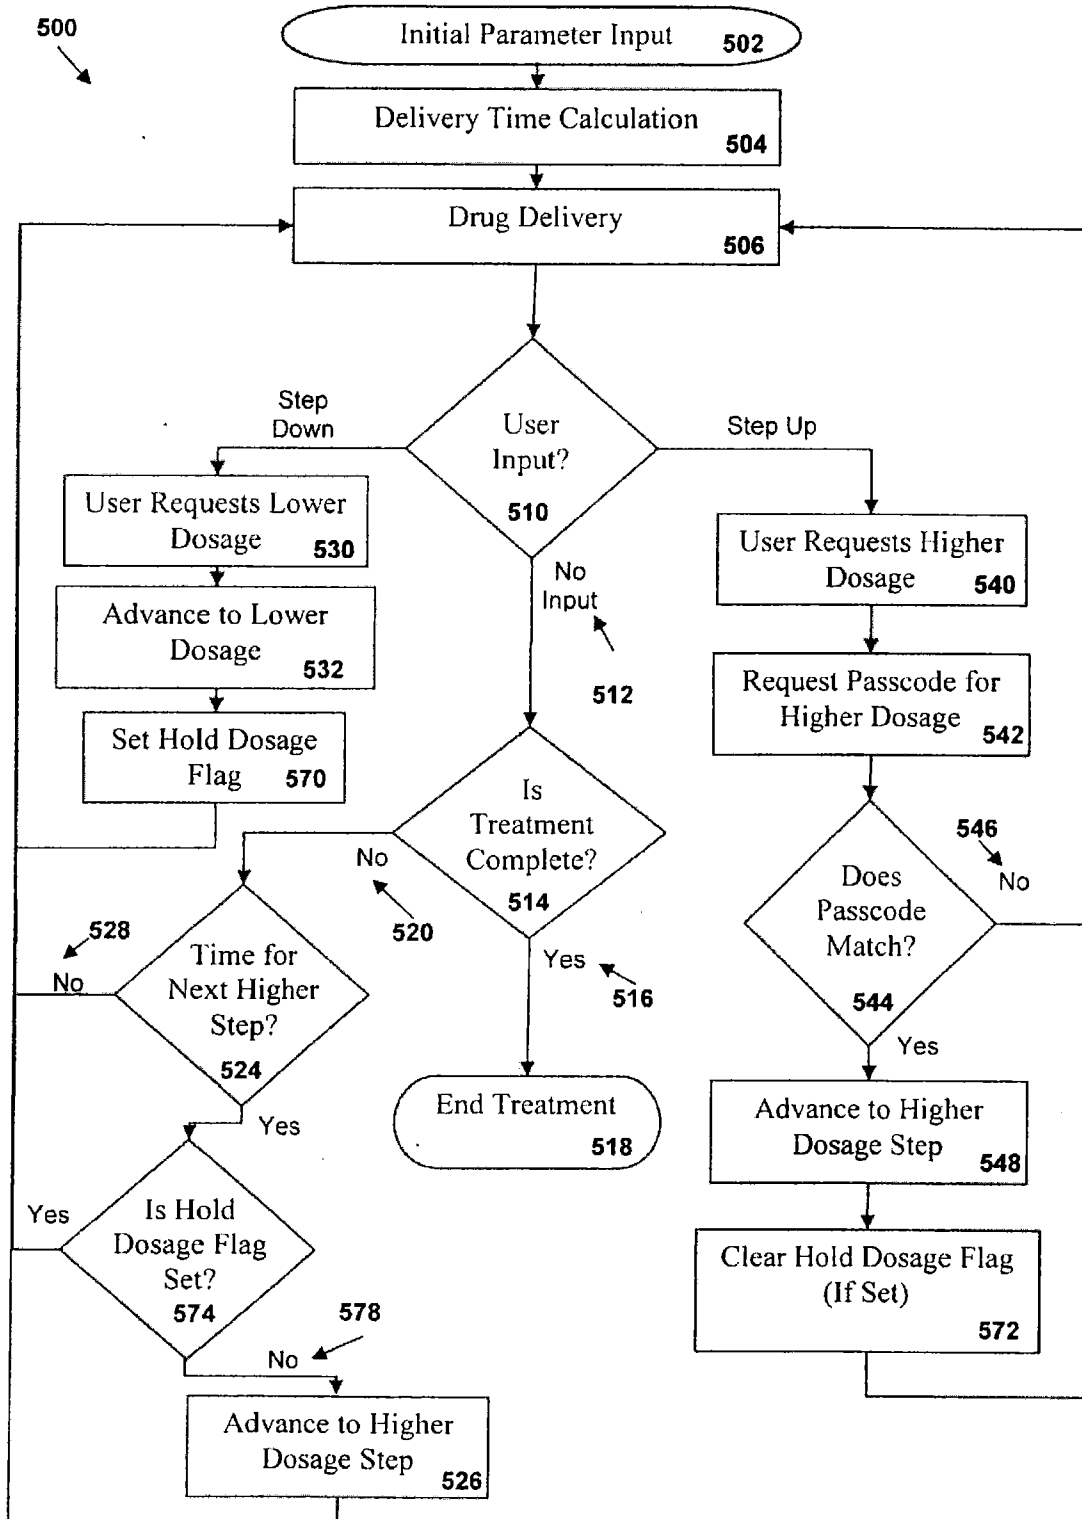 500
Initial Parameter Input
502
Delivery Time Calculation
504
Drug Delivery
506
Step
Down
User
Input?
510
Step Up
User Requests Lower
Dosage
530
No
Input
512
User Requests Higher
Dosage
540
Advance to Lower
Dosage
532
Request Passcode for
Higher Dosage
542
Set Hold Dosage
Flag
570
Is
Treatment
Complete?
514
No
520
546
No
Does
Passcode
Match?
544
528
No
Time for
Next Higher
Step?
524
Yes
516
Yes
Yes
End Treatment
518
Advance to Higher
Dosage Step
548
Yes
Is Hold
Dosage Flag
Set?
574
Clear Hold Dosage Flag
(If Set)
572
578
No
Advance to Higher
Dosage Step
526